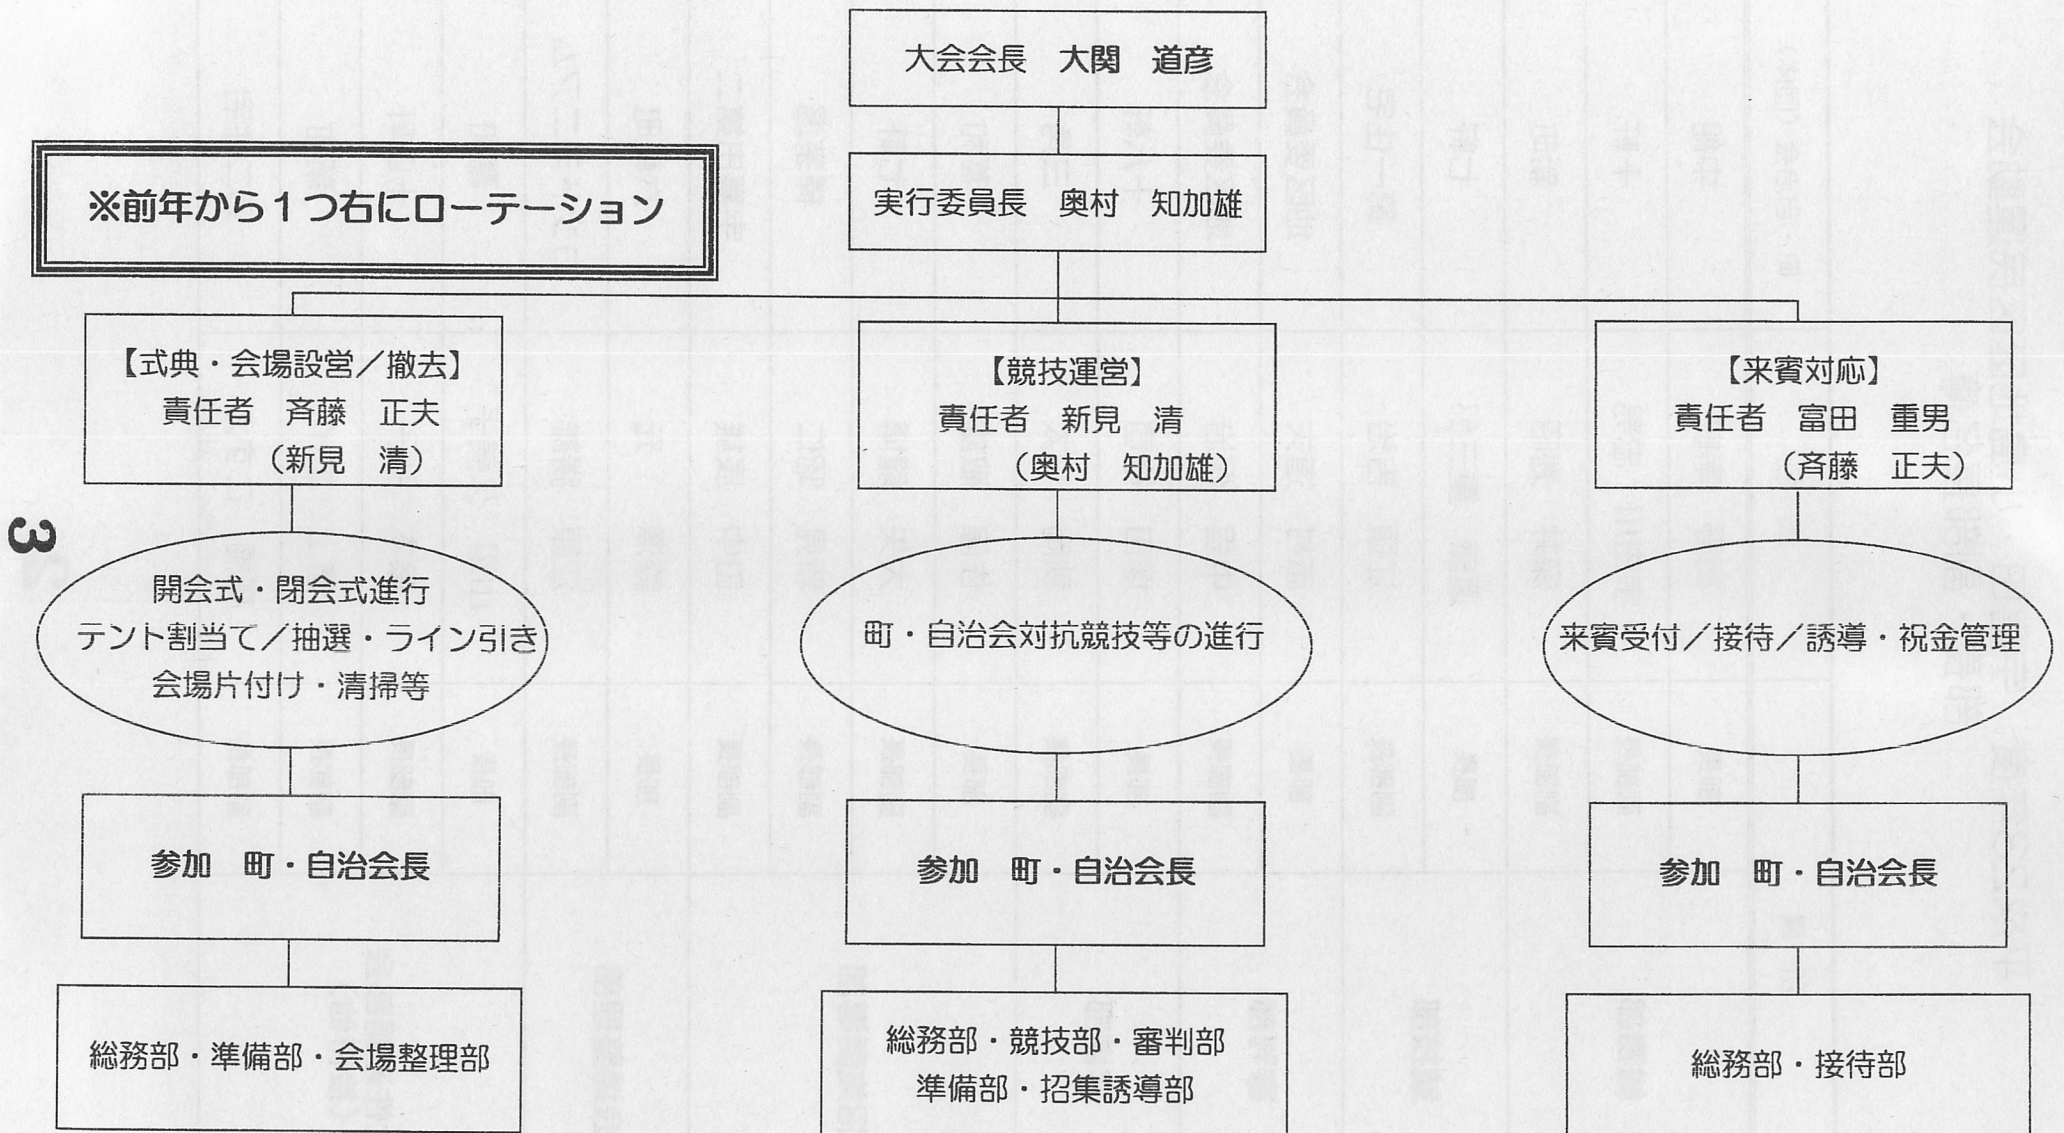 大会会長　大関　道彦
※前年から１つ右にローテーション
実行委員長　奥村　知加雄
【式典・会場設営／撤去】
責任者　斉藤　正夫
（新見　清）
【競技運営】
責任者　新見　清
（奥村　知加雄）
【来賓対応】
責任者　富田　重男
（斉藤　正夫）
開会式・閉会式進行
テント割当て／抽選・ライン引き
会場片付け・清掃等
町・自治会対抗競技等の進行
来賓受付／接待／誘導・祝金管理
参加　町・自治会長
参加　町・自治会長
参加　町・自治会長
総務部・準備部・会場整理部
総務部・競技部・審判部
準備部・招集誘導部
総務部・接待部
3